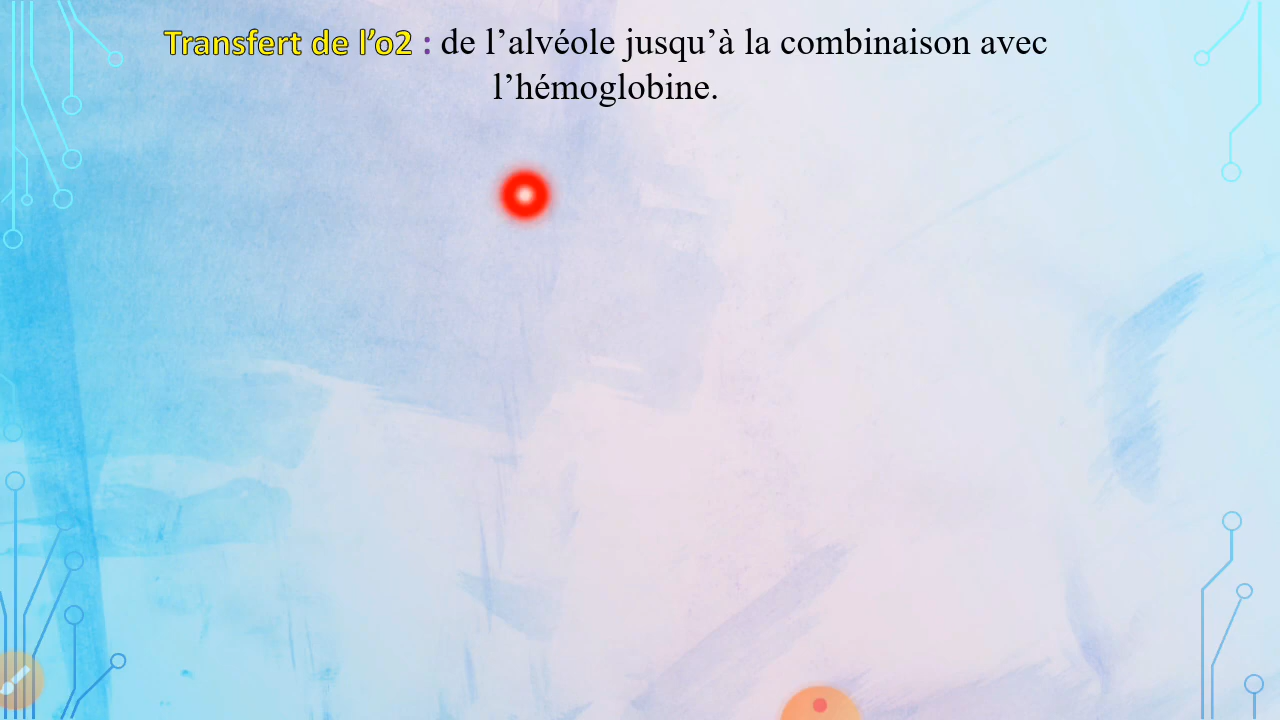 Transfert de l’o2 : de l’alvéole jusqu’à la combinaison avec
l’hémoglobine.